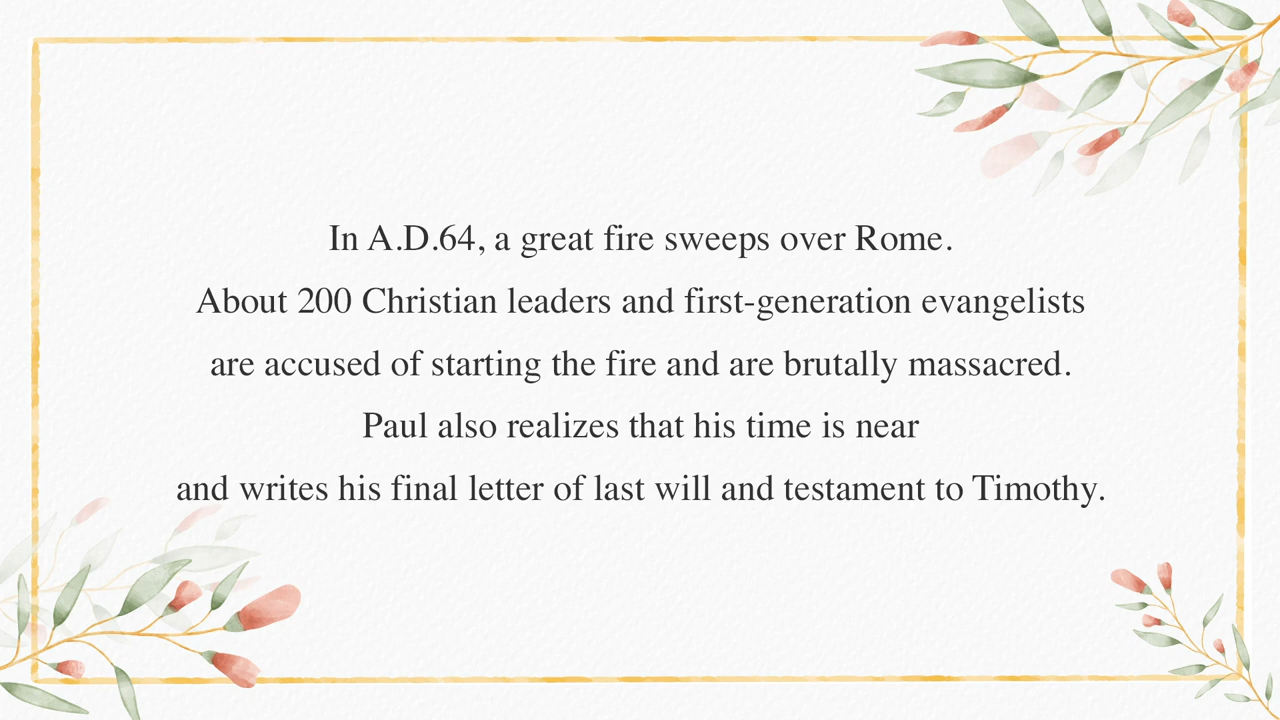 In A.D.64, a great fire sweeps over Rome.
About 200 Christian leaders and first-generation evangelists
are accused of starting the fire and are brutally massacred.
Paul also realizes that his time is near
and writes his final letter of last will and testament to Timothy.